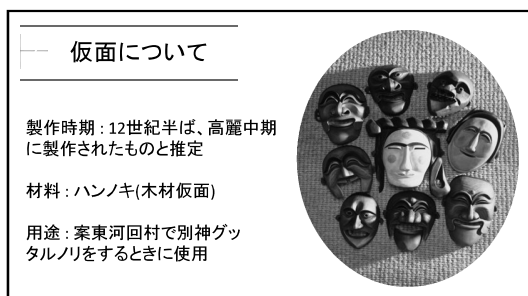 仮面について
製作時期 : 12世紀半ば、高麗中期
に製作されたものと推定
材料 : ハンノキ(木材仮面)
用途 : 案東河回村で別神グッ
タルノリをするときに使用